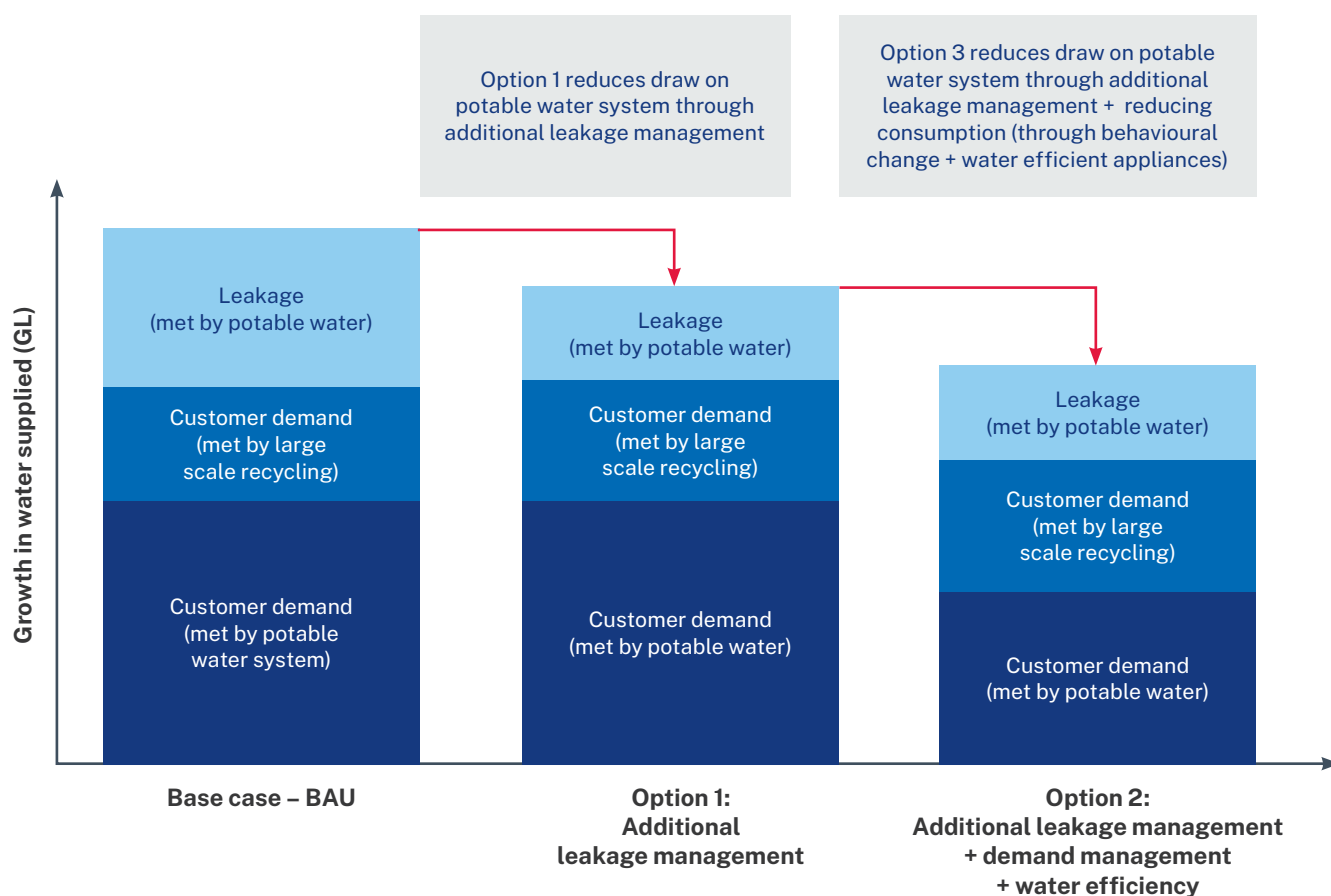 Option 1 reduces draw on
potable water system through
additional leakage management
Option 3 reduces draw on potable
water system through additional
leakage management + reducing
consumption (through behavioural
change + water efficient appliances)
Growth in water supplied (GL)
Leakage
(met by potable water)
Customer demand
(met by large
scale recycling)
Customer demand
(met by potable
water system)
Leakage
(met by potable water)
Customer demand
(met by large
scale recycling)
Customer demand
(met by potable water)
Leakage
(met by potable water)
Customer demand
(met by large
scale recycling)
Customer demand
(met by potable water)
Base case – BAU
Option 1:
Additional
leakage management
Option 2:
Additional leakage management
+ demand management
+ water efficiency